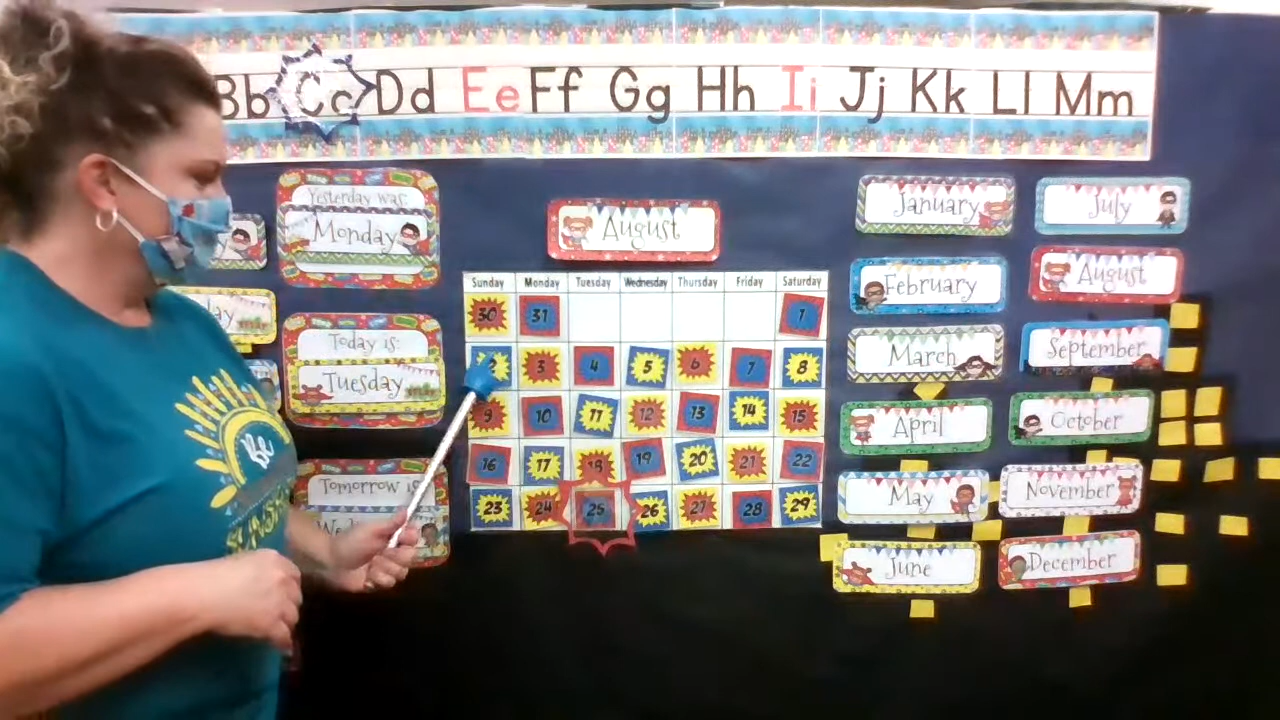 Bb Cc Dd Ee Ff Gg Hh Ii Jj Kk Ll Mm
Yesterday was:
Monday
Today is:
Tuesday
Tomorrow is
August
Sunday Monday Tuesday Wednesday Thursday Friday Saturday
30 31 1
2 3 4 5 6 7 8
9 10 11 12 13 14 15
16 17 18 19 20 21 22
23 24 25 26 27 28 29
January
February
March
April
May
June
July
August
September
October
November
December
Be